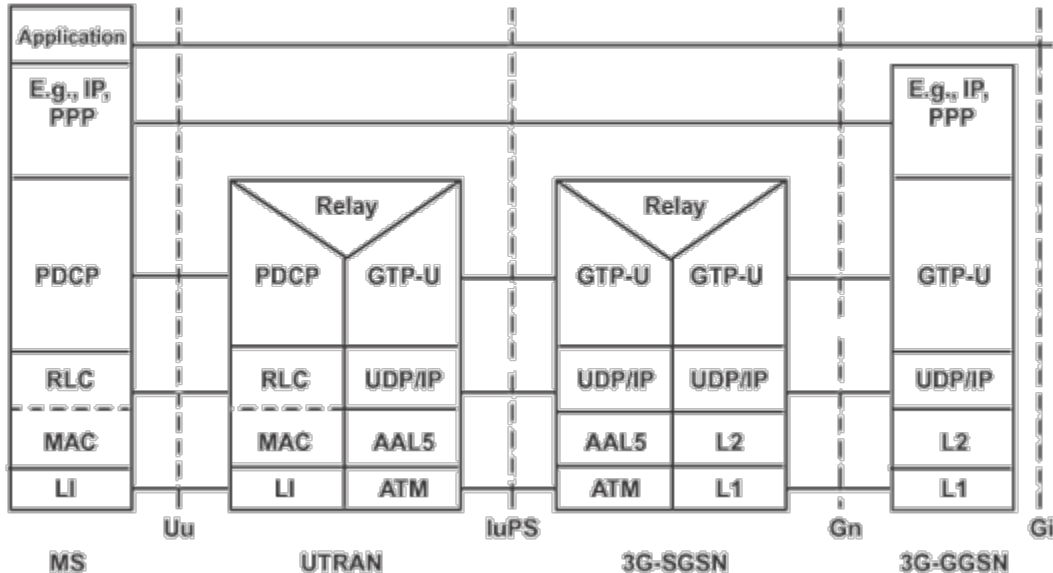 Application
E.g., IP,
PPP
E.g., IP,
PPP
Relay
Relay
PDCP
PDCP
GTP-U
GTP-U
GTP-U
GTP-U
RLC
RLC
UDP/IP
UDP/IP
UDP/IP
UDP/IP
MAC
MAC
AAL5
AAL5
L2
L2
LI
LI
ATM
ATM
L1
L1
Uu
IuPS
Gn
Gi
MS
UTRAN
3G-SGSN
3G-GGSN